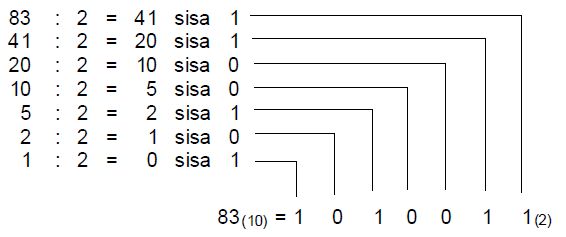 83 : 2 = 41 sisa 1
41 : 2 = 20 sisa 1
20 : 2 = 10 sisa 0
10 : 2 = 5 sisa 0
5 : 2 = 2 sisa 1
2 : 2 = 1 sisa 0
1 : 2 = 0 sisa 1
83(10) = 1 0 1 0 0 1 1(2)